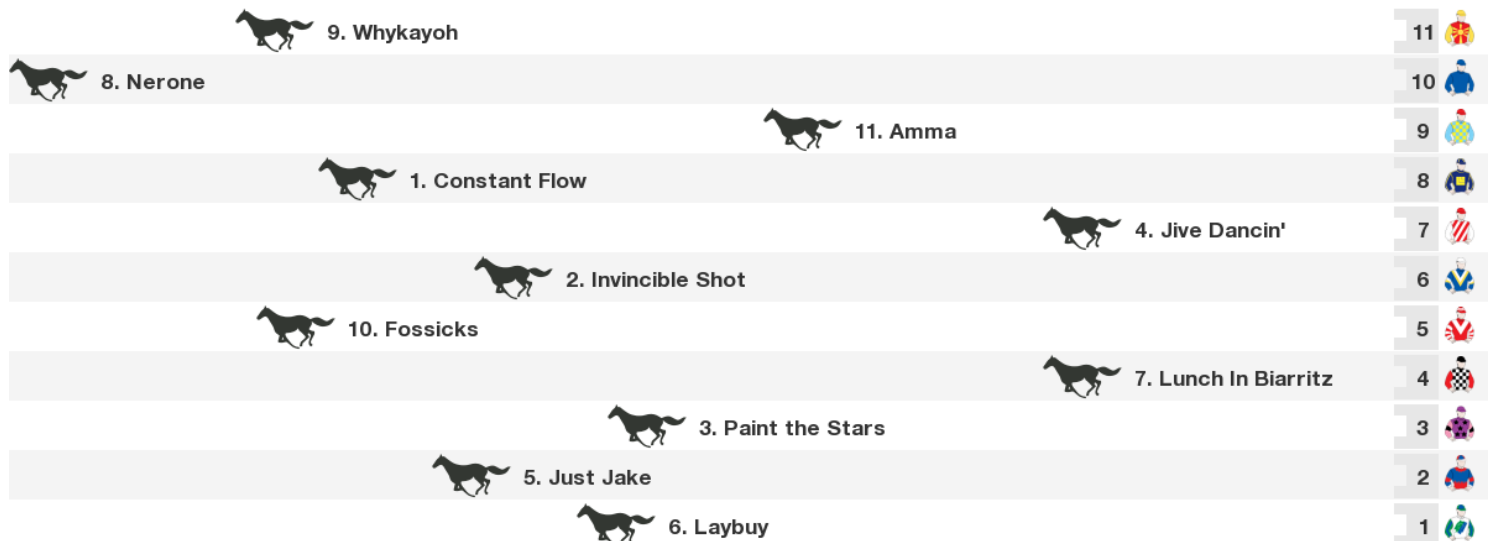 9. Whykayoh 11
8. Nerone 10
11. Amma 9
1. Constant Flow 8
4. Jive Dancin' 7
2. Invincible Shot 6
10. Fossicks 5
7. Lunch In Biarritz 4
3. Paint the Stars 3
5. Just Jake 2
6. Laybuy 1